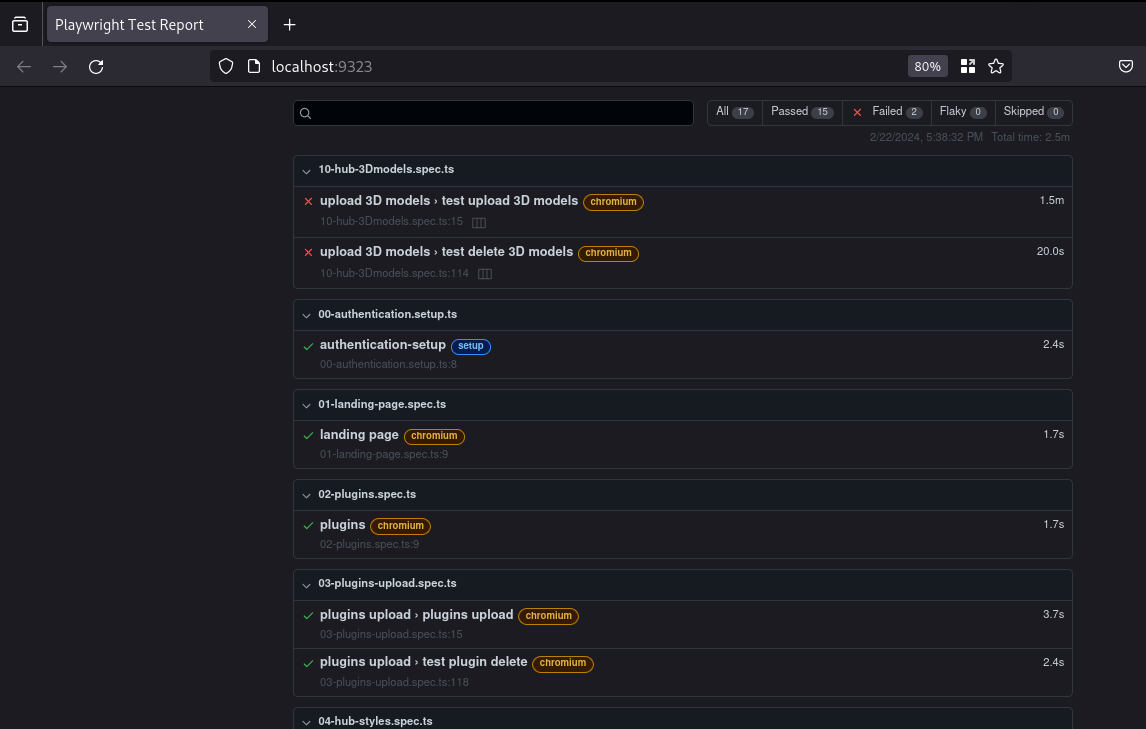 Playwright Test Report
localhost:9323
80%
All 17 Passed 15 Failed 2 Flaky 0 Skipped 0
2/22/2024, 5:38:32 PM Total time: 2.5m
10-hub-3Dmodels.spec.ts
upload 3D models › test upload 3D models chromium 1.5m
10-hub-3Dmodels.spec.ts:15
upload 3D models › test delete 3D models chromium 20.0s
10-hub-3Dmodels.spec.ts:114
00-authentication.setup.ts
authentication-setup setup 2.4s
00-authentication.setup.ts:8
01-landing-page.spec.ts
landing page chromium 1.7s
01-landing-page.spec.ts:9
02-plugins.spec.ts
plugins chromium 1.7s
02-plugins.spec.ts:9
03-plugins-upload.spec.ts
plugins upload › plugins upload chromium 3.7s
03-plugins-upload.spec.ts:15
plugins upload › test plugin delete chromium 2.4s
03-plugins-upload.spec.ts:118
04-hub-styles.spec.ts